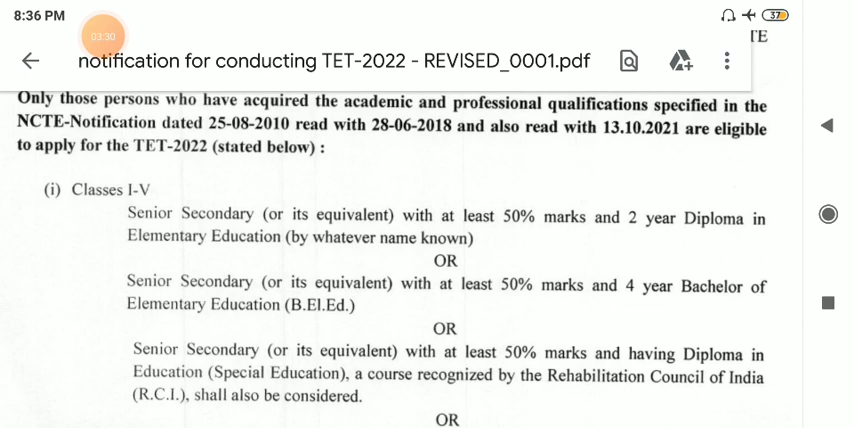 8:36 PM
37
03:30
TE
notification for conducting TET-2022 - REVISED_0001.pdf
Only those persons who have acquired the academic and professional qualifications specified in the
NCTE-Notification dated 25-08-2010 read with 28-06-2018 and also read with 13.10.2021 are eligible
to apply for the TET-2022 (stated below) :
(i) Classes I-V
Senior Secondary (or its equivalent) with at least 50% marks and 2 year Diploma in
Elementary Education (by whatever name known)
OR
Senior Secondary (or its equivalent) with at least 50% marks and 4 year Bachelor of
Elementary Education (B.El.Ed.)
OR
Senior Secondary (or its equivalent) with at least 50% marks and having Diploma in
Education (Special Education), a course recognized by the Rehabilitation Council of India
(R.C.I.), shall also be considered.
OR